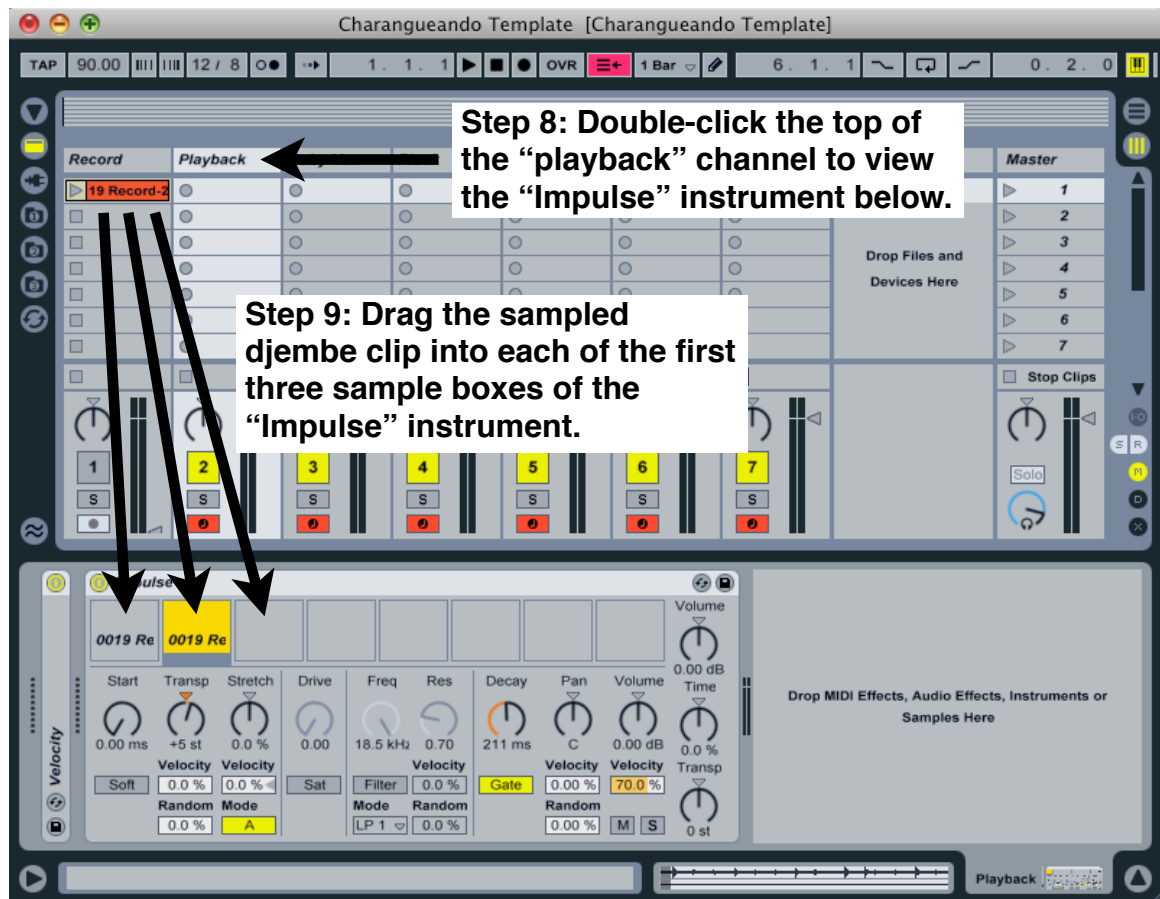 Charangueando Template [Charangueando Template]
TAP 90.00 12 / 8 1. 1. 1 OVR 1 Bar 6. 1. 1 0. 2. 0
Step 8: Double-click the top of
the “playback” channel to view
the “Impulse” instrument below.
Record Playback Master
19 Record-2 1
2
3
Drop Files and
Devices Here
4
5
6
7
Step 9: Drag the sampled
djembe clip into each of the first
three sample boxes of the
“Impulse” instrument.
Stop Clips
1 2 3 4 5 6 7 Solo
S S S S S S S
S R
M
D
X
Volume
0019 Re 0019 Re
0.00 dB
Start Transp Stretch Drive Freq Res Decay Pan Volume Time
0.00 ms +5 st 0.0 % 0.00 18.5 kHz 0.70 211 ms C 0.00 dB 0.0 %
Velocity Velocity Velocity Velocity Velocity Transp
Soft 0.0 % 0.0 % Sat Filter 0.0 % Gate 0.00 % 70.0 %
Random Mode Mode Random Random
0.0 % A LP 1 0.0 % 0.00 % M S 0 st
Velocity
Drop MIDI Effects, Audio Effects, Instruments or
Samples Here
Playback